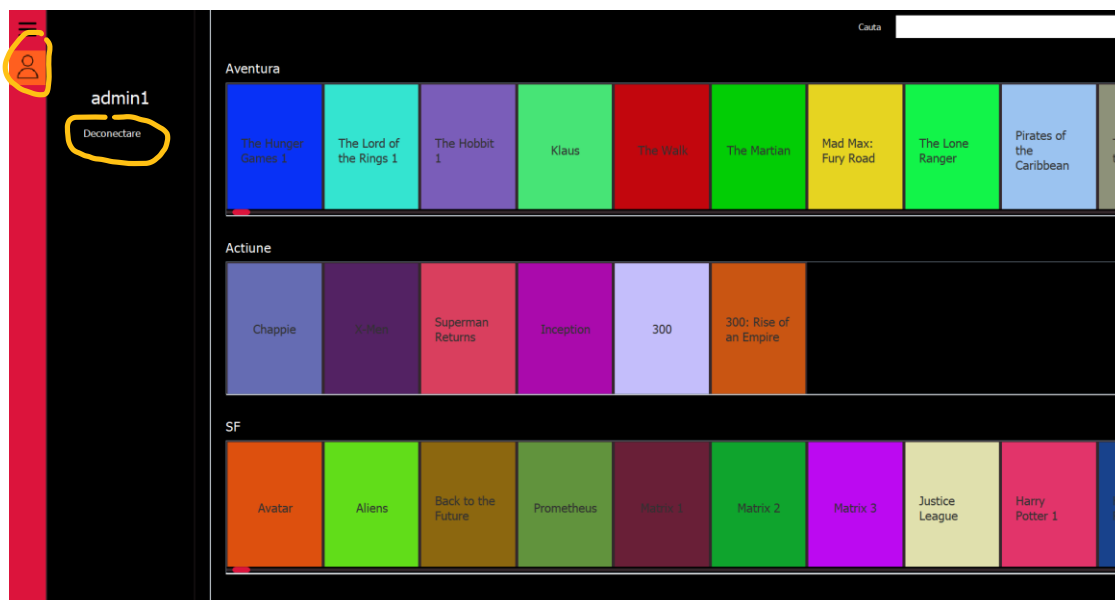 Cauta
admin1
Deconectare
Aventura
The Hunger
Games 1
The Lord of
the Rings 1
The Hobbit
1
Klaus
The Walk
The Martian
Mad Max:
Fury Road
The Lone
Ranger
Pirates of
the
Caribbean
Actiune
Chappie
X-Men
Superman
Returns
Inception
300
300: Rise of
an Empire
SF
Avatar
Aliens
Back to the
Future
Prometheus
Matrix 1
Matrix 2
Matrix 3
Justice
League
Harry
Potter 1